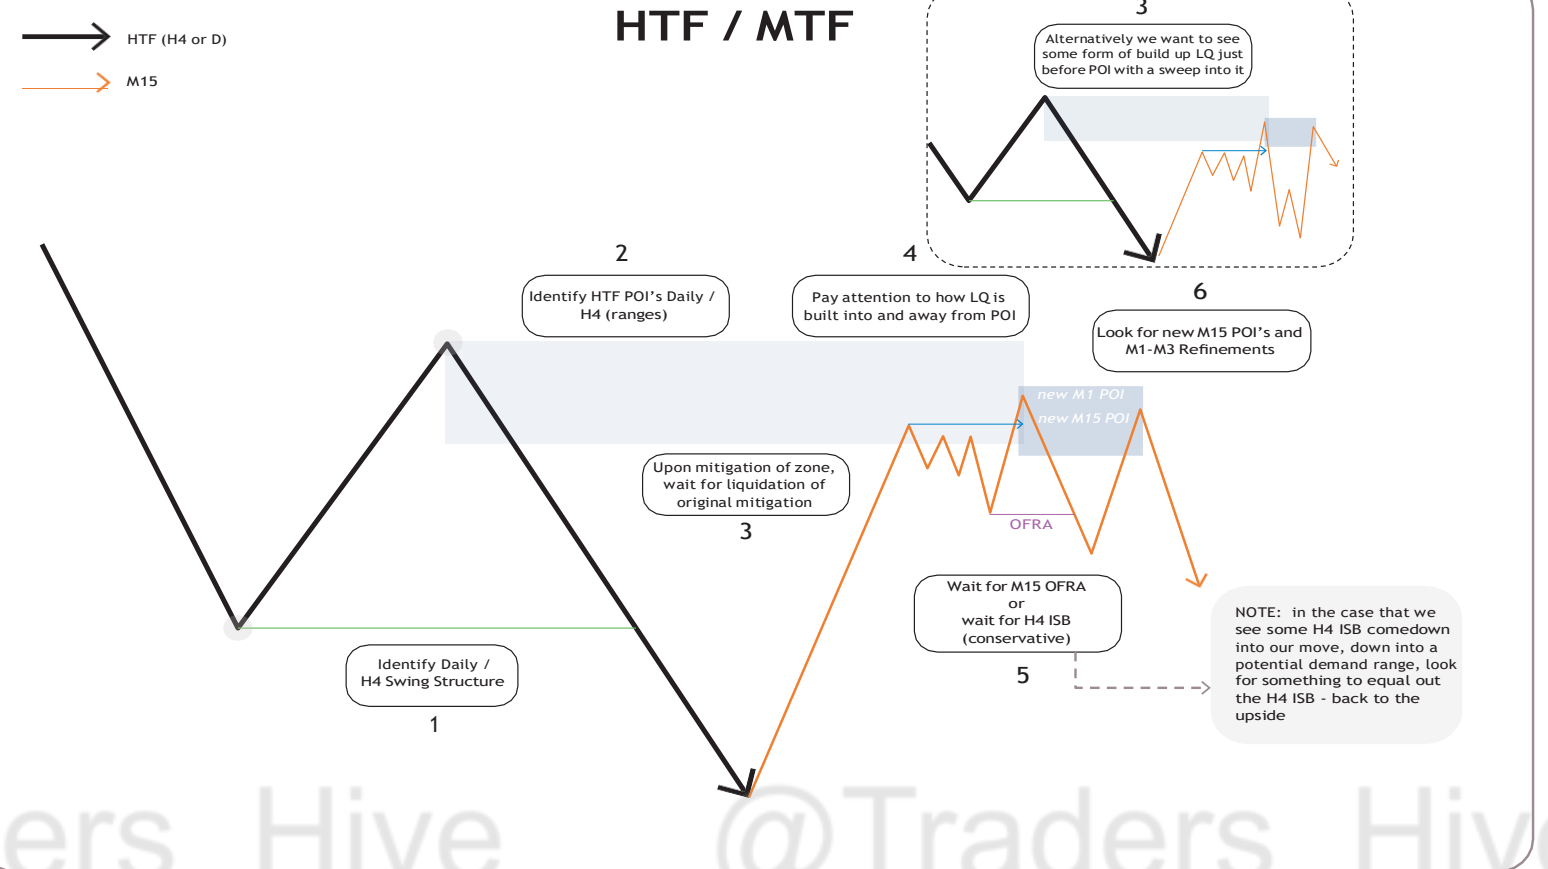 HTF / MTF
HTF (H4 or D)
M15
3
Alternatively we want to see
some form of build up LQ just
before POI with a sweep into it
2
Identify HTF POI's Daily /
H4 (ranges)
4
Pay attention to how LQ is
built into and away from POI
6
Look for new M15 POI's and
M1-M3 Refinements
new M1 POI
new M15 POI
Upon mitigation of zone,
wait for liquidation of
original mitigation
3
OFRA
Wait for M15 OFRA
or
wait for H4 ISB
(conservative)
5
NOTE: in the case that we
see some H4 ISB comedown
into our move, down into a
potential demand range, look
for something to equal out
the H4 ISB - back to the
upside
Identify Daily /
H4 Swing Structure
1
ers Hive @Traders Hive